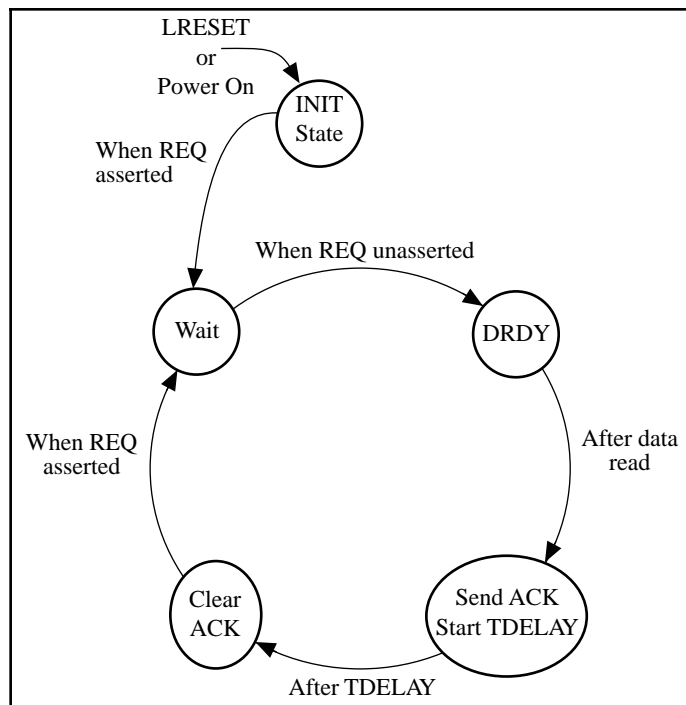 LRESET
or
Power On
INIT
State
When REQ
asserted
When REQ unasserted
Wait
DRDY
When REQ
asserted
After data
read
Clear
ACK
Send ACK
Start TDELAY
After TDELAY